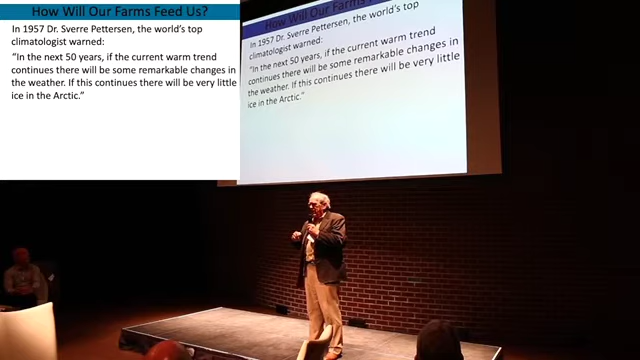 How Will Our Farms Feed Us?
In 1957 Dr. Sverre Pettersen, the world's top
climatologist warned:
"In the next 50 years, if the current warm trend
continues there will be some remarkable changes in
the weather. If this continues there will be very little
ice in the Arctic."
How Will Our Farms Feed Us?
In 1957 Dr. Sverre Pettersen, the world's top
climatologist warned:
"In the next 50 years, if the current warm trend
continues there will be some remarkable changes in
the weather. If this continues there will be very little
ice in the Arctic."